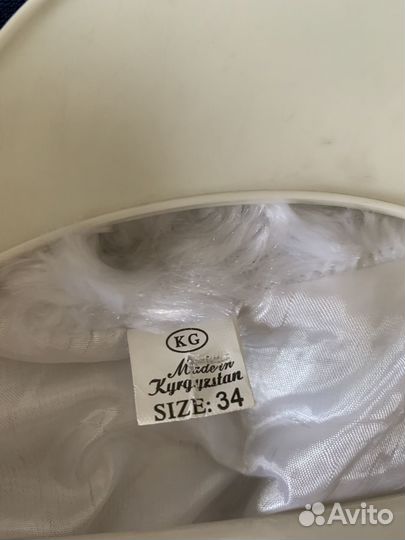 KG
Made in
Kyrgyzstan
SIZE: 34
Avito